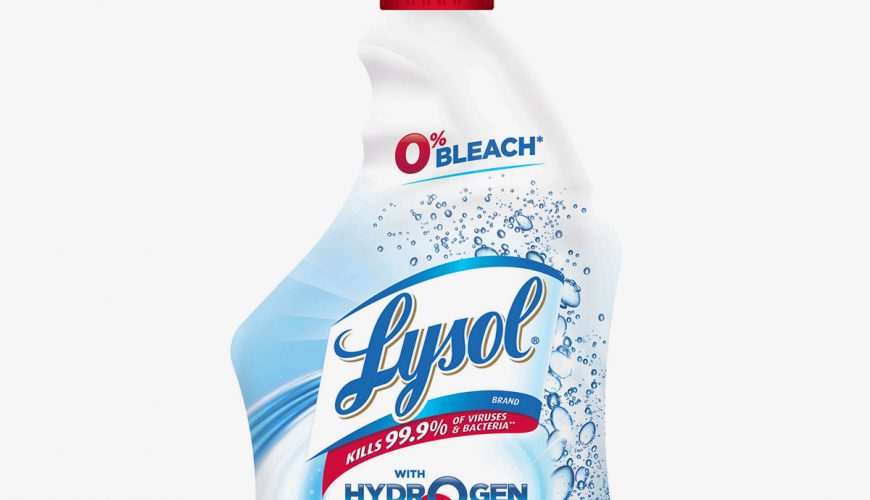 0% BLEACH*
Lysol®
BRAND
KILLS 99.9% OF VIRUSES & BACTERIA**
WITH
HYDROGEN